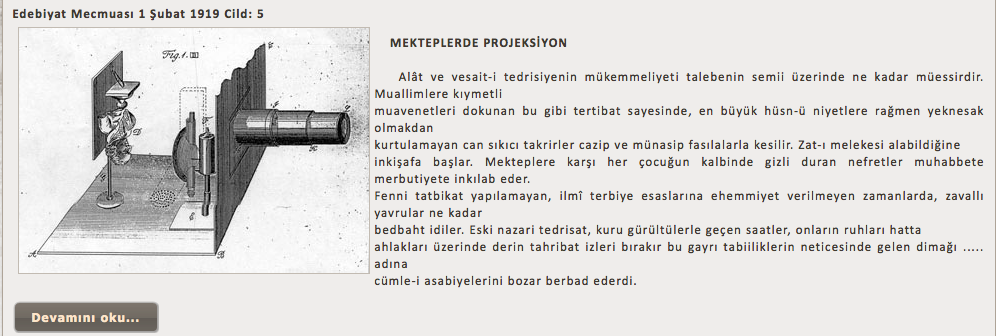 Edebiyat Mecmuası 1 Şubat 1919 Cild: 5
Fig. 1.
MEKTEPLERDE PROJEKSİYON
Alât ve vesait-i tedrisiyenin mükemmeliyeti talebenin semii üzerinde ne kadar müessirdir.
Muallimlere kıymetli
muavenetleri dokunan bu gibi tertibat sayesinde, en büyük hüsn-ü niyetlere rağmen yeknesak
olmakdan
kurtulamayan can sıkıcı takrirler cazip ve münasip fasılalarla kesilir. Zat-ı melekesi alabildiğine
inkişafa başlar. Mekteplere karşı her çocuğun kalbinde gizli duran nefretler muhabbete
merbutiyete inkılab eder.
Fenni tatbikat yapılamayan, ilmî terbiye esaslarına ehemmiyet verilmeyen zamanlarda, zavallı
yavrular ne kadar
bedbaht idiler. Eski nazari tedrisat, kuru gürültülerle geçen saatler, onların ruhları hatta
ahlakları üzerinde derin tahribat izleri bırakır bu gayrı tabiiliklerin neticesinde gelen dimağı .....
adına
cümle-i asabiyelerini bozar berbad ederdi.
A
B
D
Devamını oku...